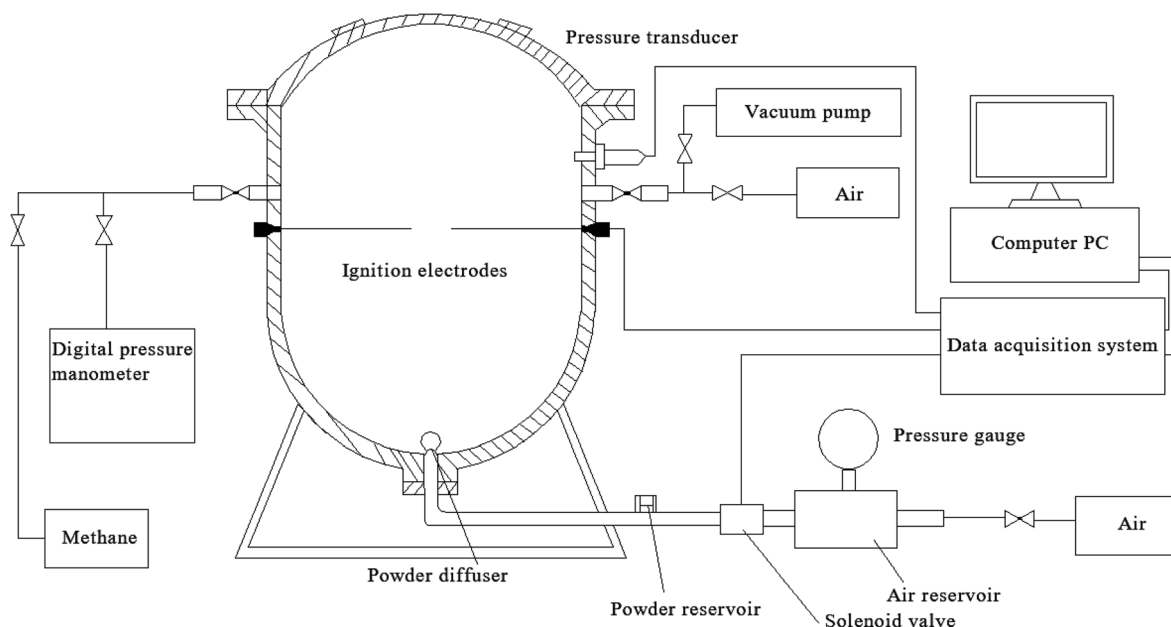 Pressure transducer
Vacuum pump
Air
Computer PC
Ignition electrodes
Digital pressure
manometer
Data acquisition system
Pressure gauge
Methane
Air
Powder diffuser
Powder reservoir
Air reservoir
Solenoid valve